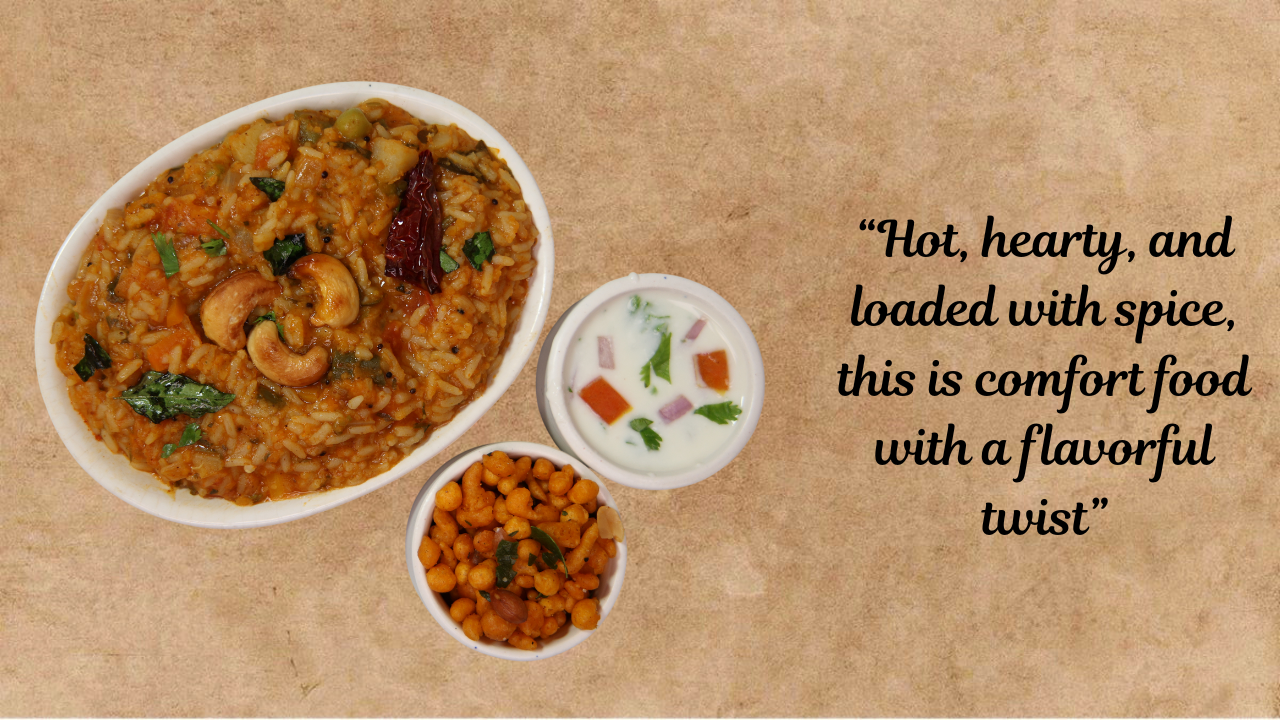 “Hot, hearty, and
loaded with spice,
this is comfort food
with a flavorful
twist”